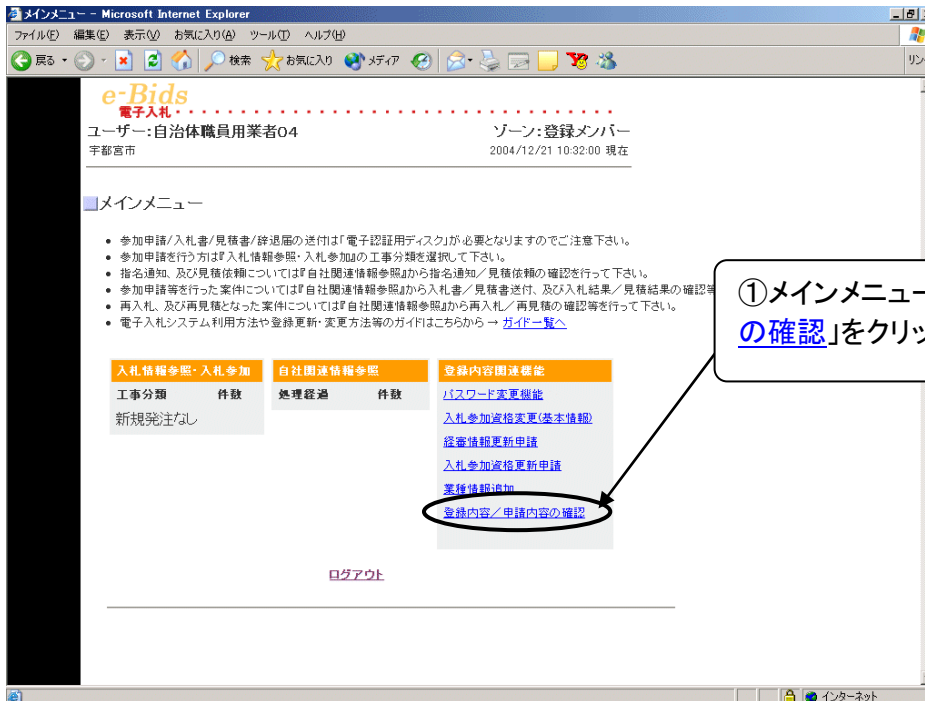 メインメニュー - Microsoft Internet Explorer
ファイル(F) 編集(E) 表示(V) お気に入り(A) ツール(T) ヘルプ(H)
戻る 検索 お気に入り メディア リン
e-Bids
電子入札
ユーザー:自治体職員用業者04 ゾーン:登録メンバー
宇都宮市 2004/12/21 10:32:00 現在
メインメニュー
• 参加申請/入札書/見積書/辞退届の送付は「電子認証用ディスク」が必要となりますのでご注意下さい。
• 参加申請を行う方は『入札情報参照・入札参加』の工事分類を選択して下さい。
• 指名通知、及び見積依頼については『自社関連情報参照』から指名通知/見積依頼の確認を行って下さい。
• 参加申請等を行った案件については『自社関連情報参照』から入札書/見積書送付、及び入札結果/見積結果の確認等
• 再入札、及び再見積となった案件については『自社関連情報参照』から再入札/再見積の確認等を行って下さい。
• 電子入札システム利用方法や登録更新・変更方法等のガイドはこちらから → ガイド一覧へ
①メインメニュー
の確認」をクリッ
入札情報参照・入札参加 自社関連情報参照 登録内容関連機能
工事分類 件数 処理経過 件数 パスワード変更機能
新規発注なし 入札参加資格変更(基本情報)
経審情報更新申請
入札参加資格更新申請
業種情報追加
登録内容/申請内容の確認
ログアウト
インターネット